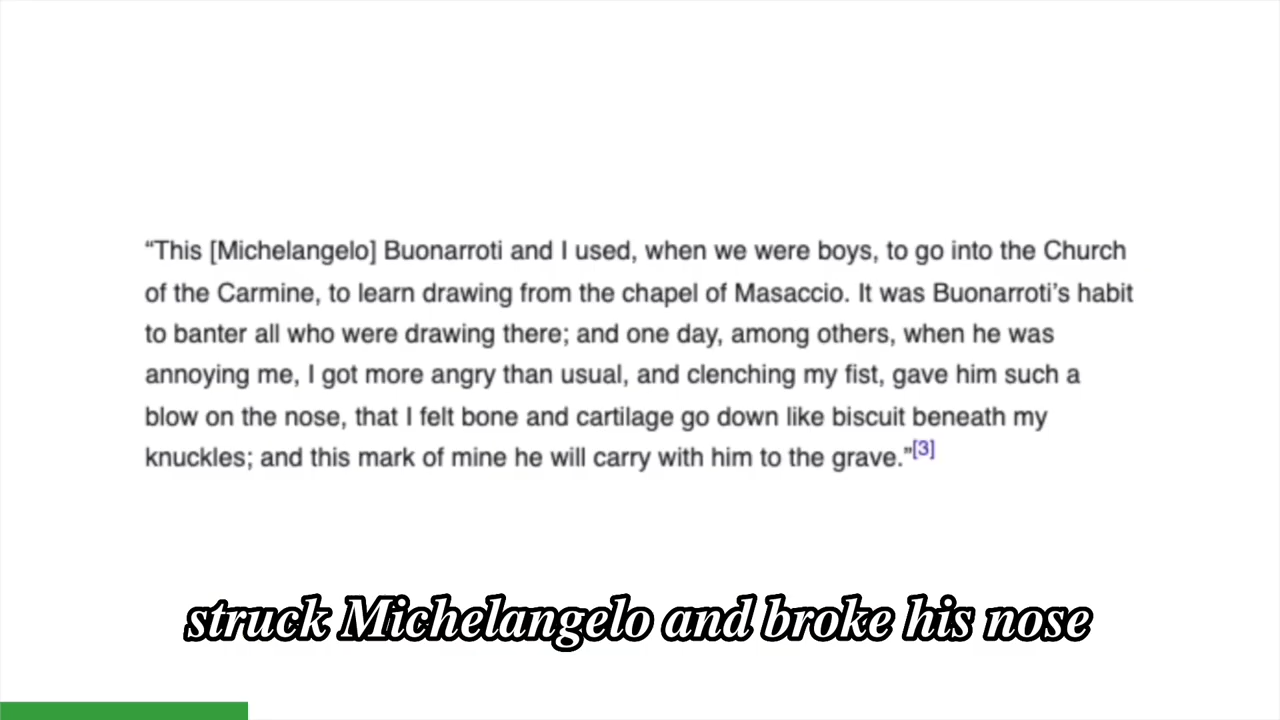 “This [Michelangelo] Buonarroti and I used, when we were boys, to go into the Church
of the Carmine, to learn drawing from the chapel of Masaccio. It was Buonarroti’s habit
to banter all who were drawing there; and one day, among others, when he was
annoying me, I got more angry than usual, and clenching my fist, gave him such a
blow on the nose, that I felt bone and cartilage go down like biscuit beneath my
knuckles; and this mark of mine he will carry with him to the grave.”[3]
struck Michelangelo and broke his nose